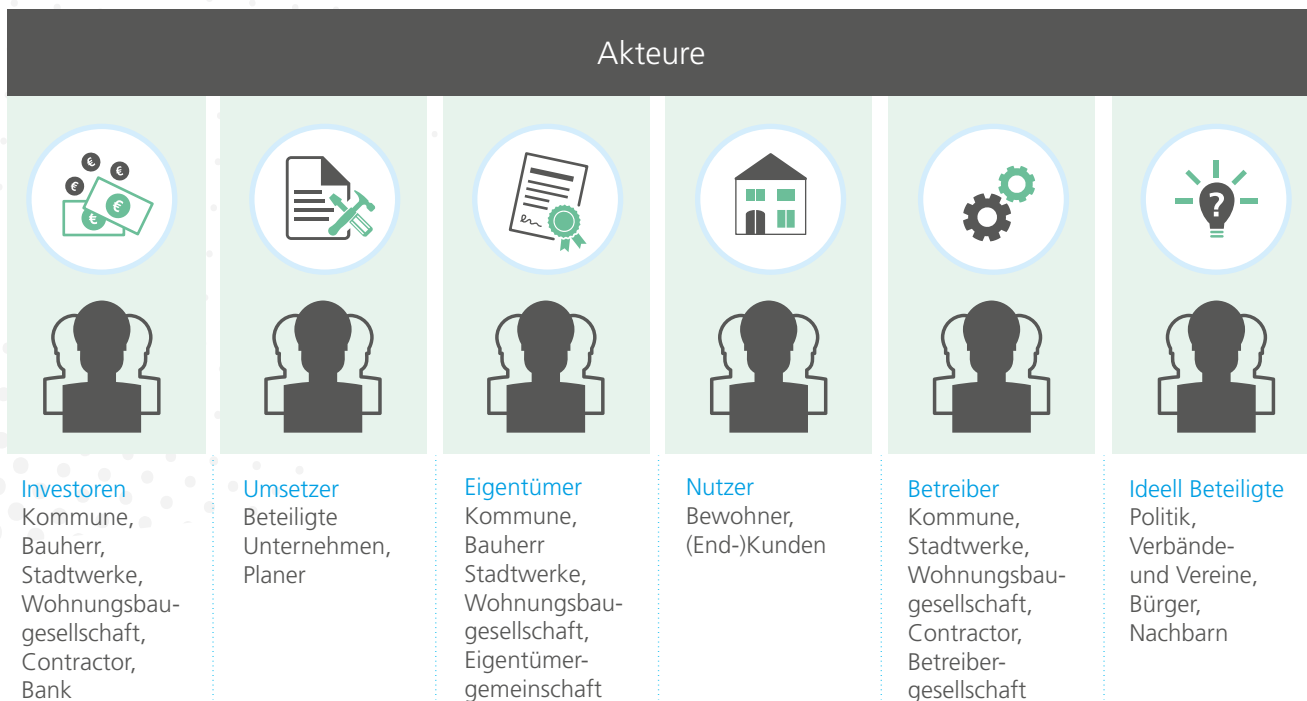 Akteure
Investoren
Kommune,
Bauherr,
Stadtwerke,
Wohnungsbau-
gesellschaft,
Contractor,
Bank
Umsetzer
Beteiligte
Unternehmen,
Planer
Eigentümer
Kommune,
Bauherr
Stadtwerke,
Wohnungsbau-
gesellschaft,
Eigentümer-
gemeinschaft
Nutzer
Bewohner,
(End-)Kunden
Betreiber
Kommune,
Stadtwerke,
Wohnungsbau-
gesellschaft,
Contractor,
Betreiber-
gesellschaft
Ideell Beteiligte
Politik,
Verbände-
und Vereine,
Bürger,
Nachbarn